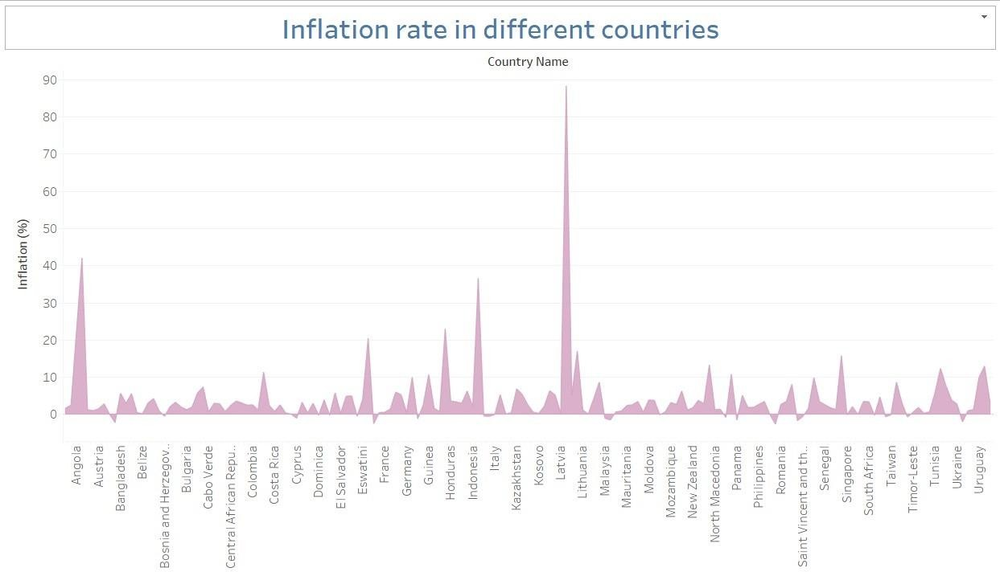 Inflation rate in different countries
Country Name
90
80
70
60
50
40
30
20
10
0
Inflation (%)
Angola
Austria
Bangladesh
Belize
Bosnia and Herzegov..
Bulgaria
Cabo Verde
Central African Repu..
Colombia
Costa Rica
Cyprus
Dominica
El Salvador
Eswatini
France
Germany
Guinea
Honduras
Indonesia
Italy
Kazakhstan
Kosovo
Latvia
Lithuania
Malaysia
Mauritania
Moldova
Mozambique
New Zealand
North Macedonia
Panama
Philippines
Romania
Saint Vincent and th..
Senegal
Singapore
South Africa
Taiwan
Timor-Leste
Tunisia
Ukraine
Uruguay